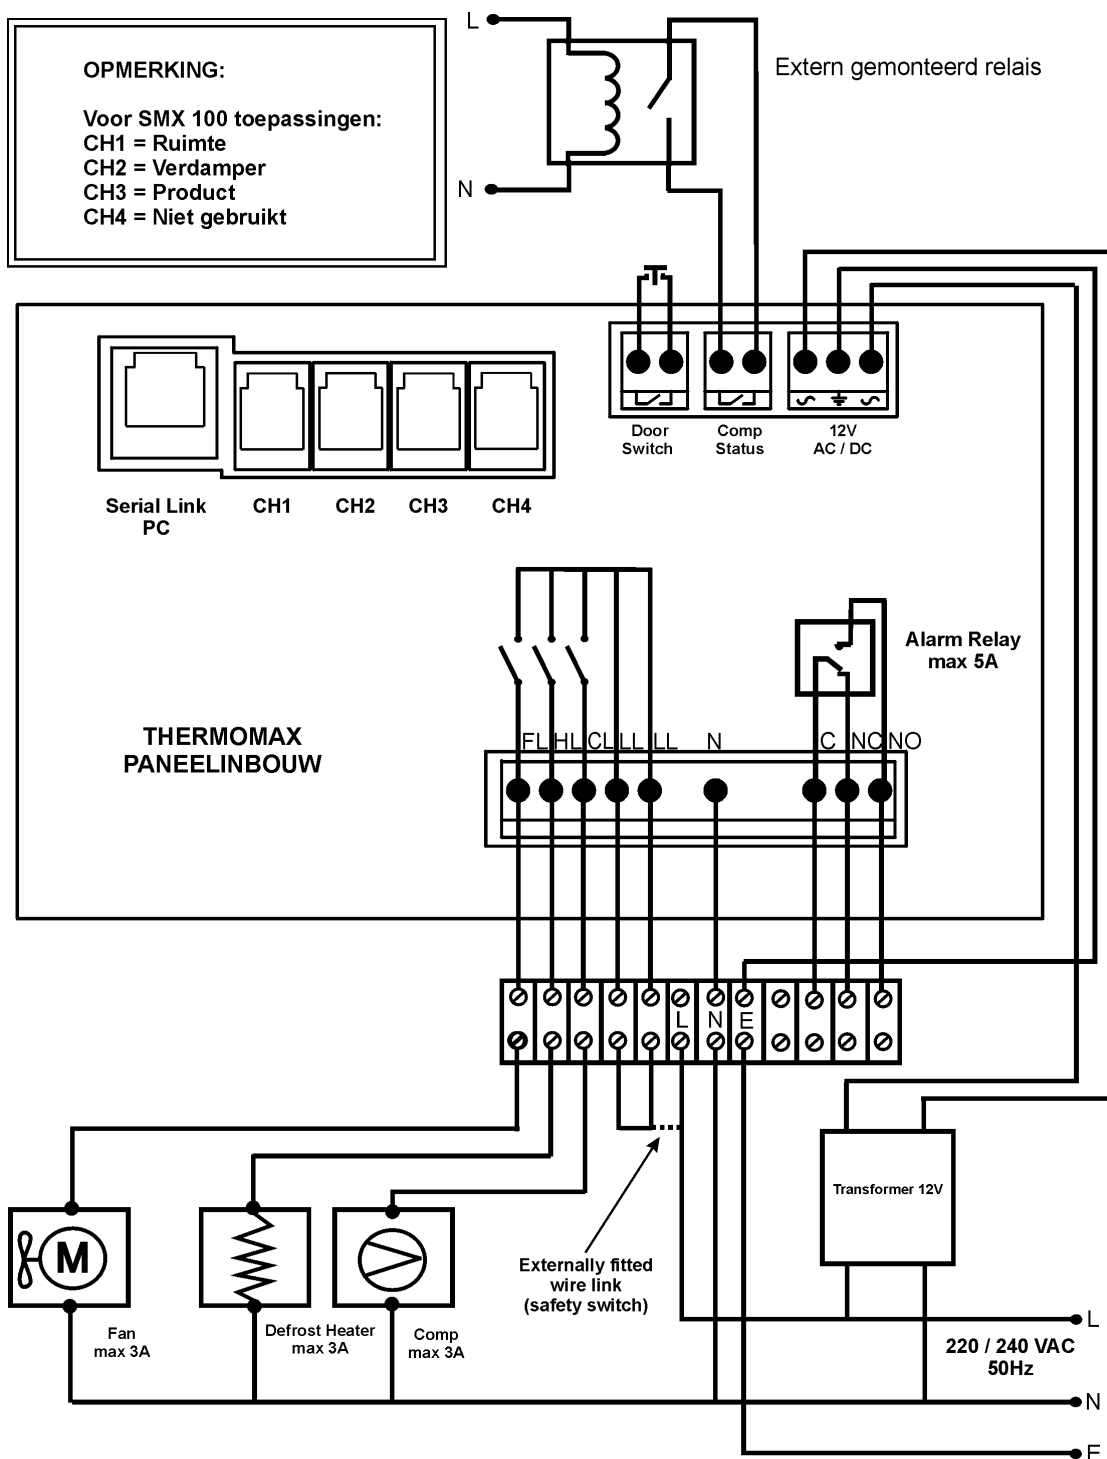 L
OPMERKING:
Extern gemonteerd relais
Voor SMX 100 toepassingen:
CH1 = Ruimte
CH2 = Verdamper
CH3 = Product
CH4 = Niet gebruikt
N
Door
Switch
Comp
Status
12V
AC / DC
Serial Link
PC
CH1
CH2
CH3
CH4
Alarm Relay
max 5A
THERMOMAX
PANEELINBOUW
FL HL CL LL LL N C NC NO
L N E
Transformer 12V
Externally fitted
wire link
(safety switch)
M
Fan
max 3A
Defrost Heater
max 3A
Comp
max 3A
L
220 / 240 VAC
50Hz
N